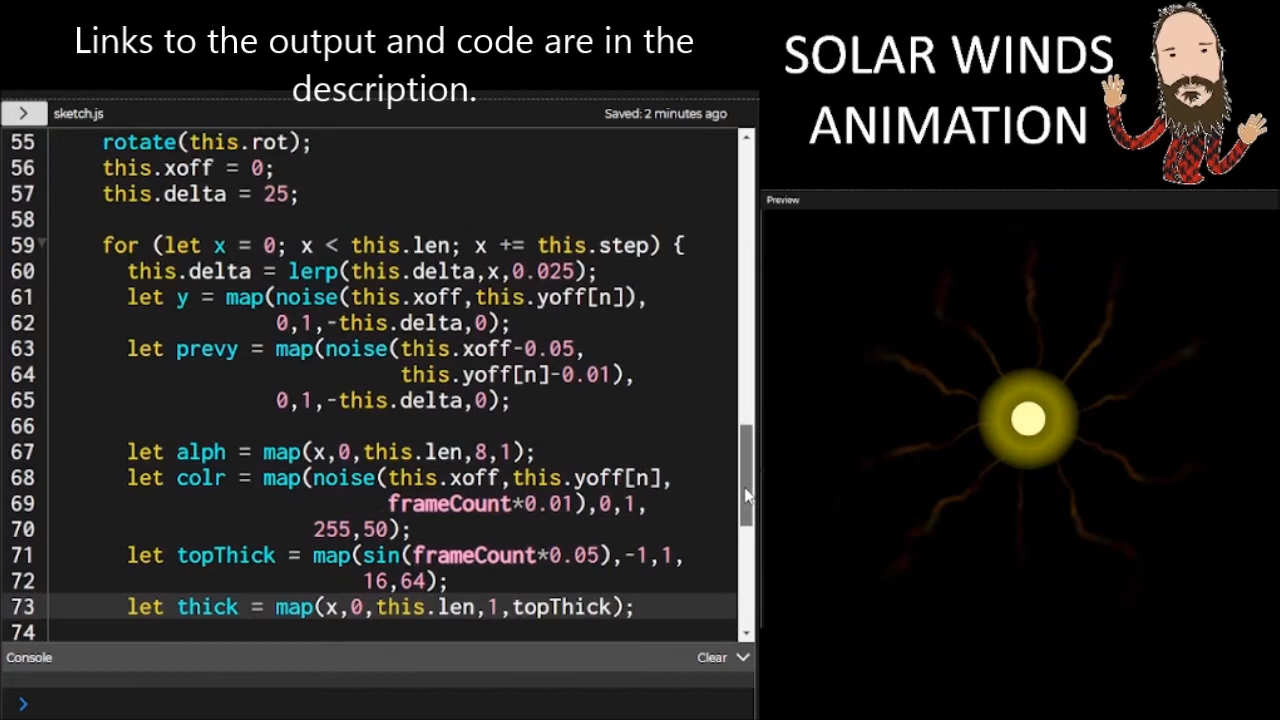 Links to the output and code are in the
description.
SOLAR WINDS
ANIMATION
sketch.js
Saved: 2 minutes ago
Preview
55 rotate(this.rot);
56 this.xoff = 0;
57 this.delta = 25;
58
59 for (let x = 0; x < this.len; x += this.step) {
60 this.delta = lerp(this.delta,x,0.025);
61 let y = map(noise(this.xoff,this.yoff[n]),
62 0,1,-this.delta,0);
63 let prevy = map(noise(this.xoff-0.05,
64 this.yoff[n]-0.01),
65 0,1,-this.delta,0);
66
67 let alph = map(x,0,this.len,8,1);
68 let colr = map(noise(this.xoff,this.yoff[n],
69 frameCount*0.01),0,1,
70 255,50);
71 let topThick = map(sin(frameCount*0.05),-1,1,
72 16,64);
73 let thick = map(x,0,this.len,1,topThick);
74
Console
Clear